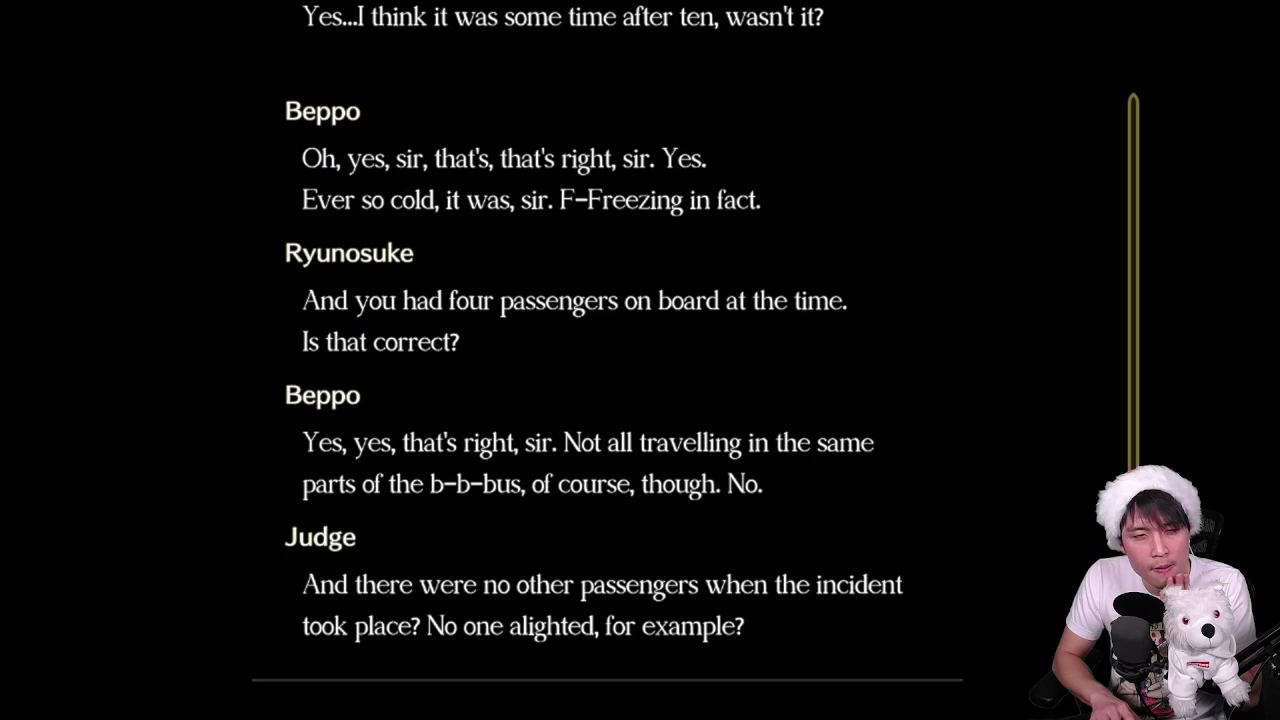 Yes...I think it was some time after ten, wasn't it?
Beppo
Oh, yes, sir, that's, that's right, sir. Yes.
Ever so cold, it was, sir. F-Freezing in fact.
Ryunosuke
And you had four passengers on board at the time.
Is that correct?
Beppo
Yes, yes, that's right, sir. Not all travelling in the same
parts of the b-b-bus, of course, though. No.
Judge
And there were no other passengers when the incident
took place? No one alighted, for example?